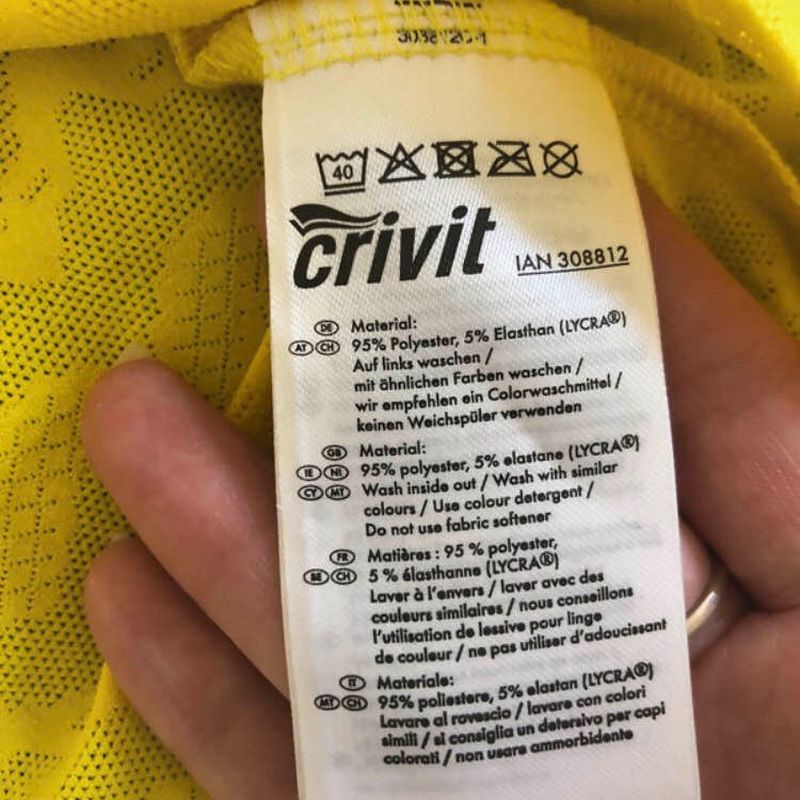 40
crivit
IAN 308812
DE Material:
AT CH 95% Polyester, 5% Elasthan (LYCRA®)
Auf links waschen /
mit ähnlichen Farben waschen /
wir empfehlen ein Colorwaschmittel /
keinen Weichspüler verwenden
GB Material:
IE NI 95% polyester, 5% elastane (LYCRA®)
CY MT Wash inside out / Wash with similar
colours / Use colour detergent /
Do not use fabric softener
FR Matières : 95 % polyester,
BE CH 5 % élasthanne (LYCRA®)
Laver à l'envers / laver avec des
couleurs similaires / nous conseillons
l'utilisation de lessive pour linge
de couleur / ne pas utiliser d'adoucissant
IT Materiale:
MT CH 95% poliestere, 5% elastan (LYCRA®)
Lavare al rovescio / lavare con colori
simili / si consiglia un detersivo per capi
colorati / non usare ammorbidente